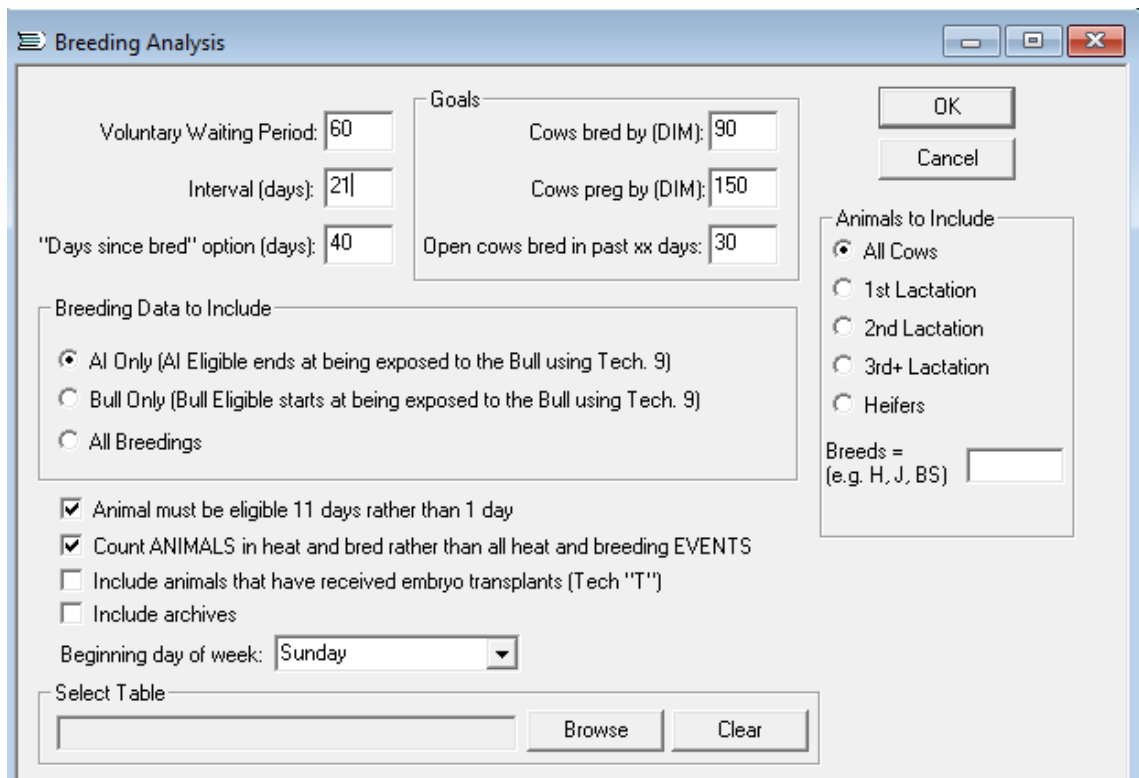 Breeding Analysis
Voluntary Waiting Period: 60
Interval (days): 21
"Days since bred" option (days): 40
Goals
Cows bred by (DIM): 90
Cows preg by (DIM): 150
Open cows bred in past xx days: 30
OK
Cancel
Animals to Include
All Cows
1st Lactation
2nd Lactation
3rd+ Lactation
Heifers
Breeds =
(e.g. H, J, BS)
Breeding Data to Include
AI Only (AI Eligible ends at being exposed to the Bull using Tech. 9)
Bull Only (Bull Eligible starts at being exposed to the Bull using Tech. 9)
All Breedings
Animal must be eligible 11 days rather than 1 day
Count ANIMALS in heat and bred rather than all heat and breeding EVENTS
Include animals that have received embryo transplants (Tech "T")
Include archives
Beginning day of week: Sunday
Select Table
Browse Clear